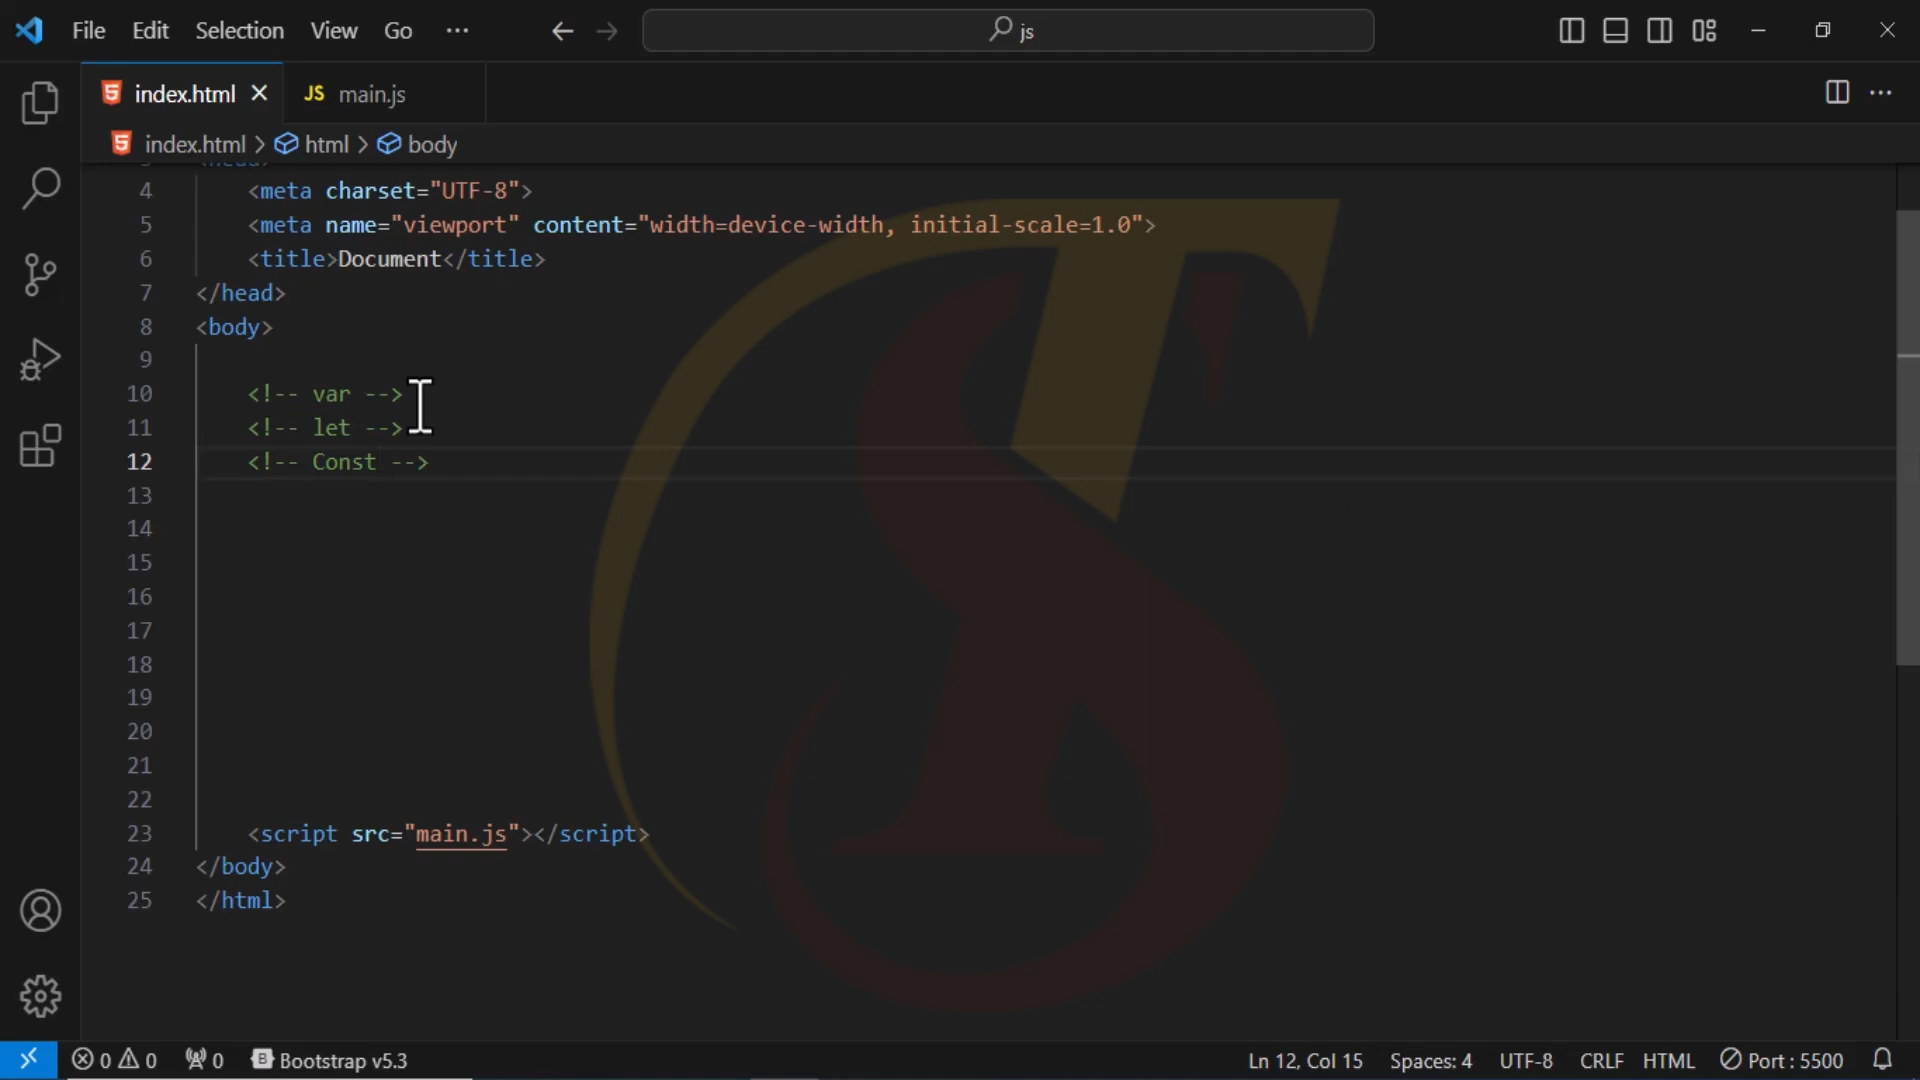 File Edit Selection View Go ··· js
index.html JS main.js
index.html > html > body
4 <meta charset="UTF-8">
5 <meta name="viewport" content="width=device-width, initial-scale=1.0">
6 <title>Document</title>
7 </head>
8 <body>
9
10 <!-- var -->
11 <!-- let -->
12 <!-- Const -->
13
14
15
16
17
18
19
20
21
22
23 <script src="main.js"></script>
24 </body>
25 </html>
0 0 0 Bootstrap v5.3 Ln 12, Col 15 Spaces: 4 UTF-8 CRLF HTML Port : 5500